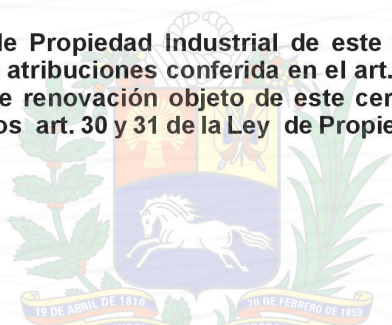 de Propiedad Industrial de este
atribuciones conferida en el art.
e renovación objeto de este cer
os art. 30 y 31 de la Ley de Propie
19 DE ABRIL DE 1810
20 DE FEBRERO DE 1859